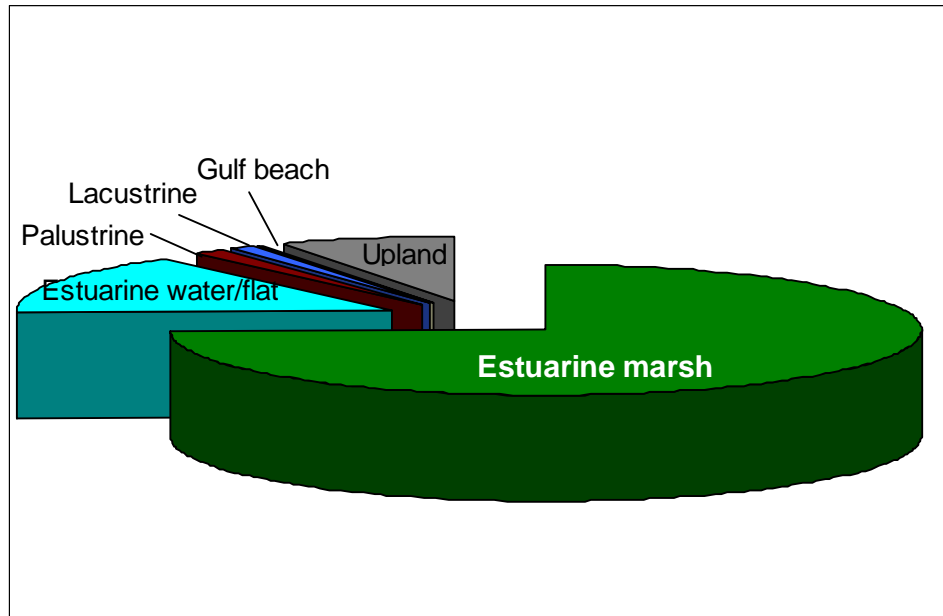 Gulf beach
Lacustrine
Palustrine
Upland
Estuarine water/flat
Estuarine marsh